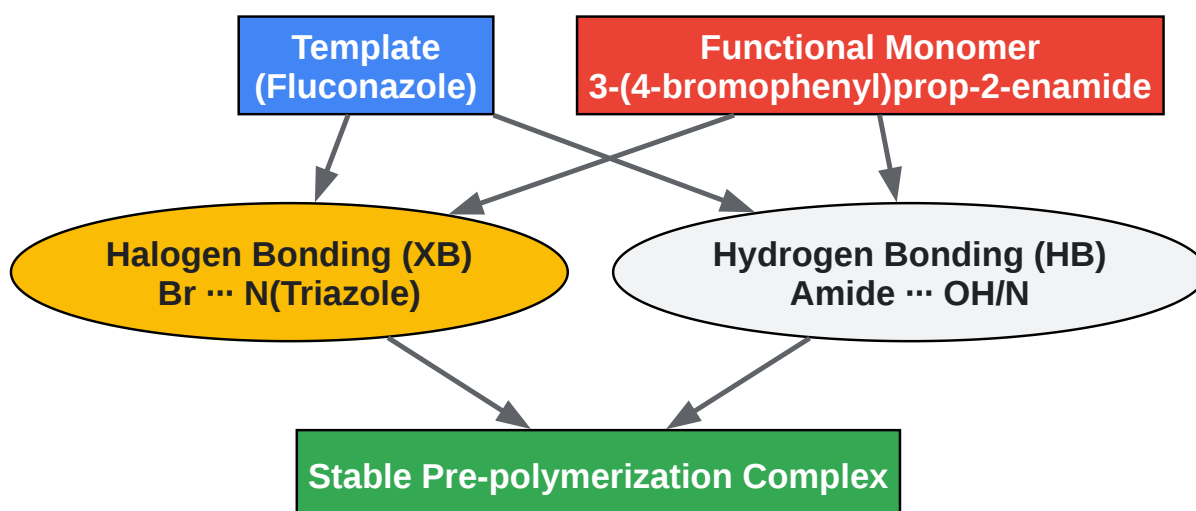 Template
(Fluconazole)
Functional Monomer
3-(4-bromophenyl)prop-2-enamide
Halogen Bonding (XB)
Br ··· N(Triazole)
Hydrogen Bonding (HB)
Amide ··· OH/N
Stable Pre-polymerization Complex